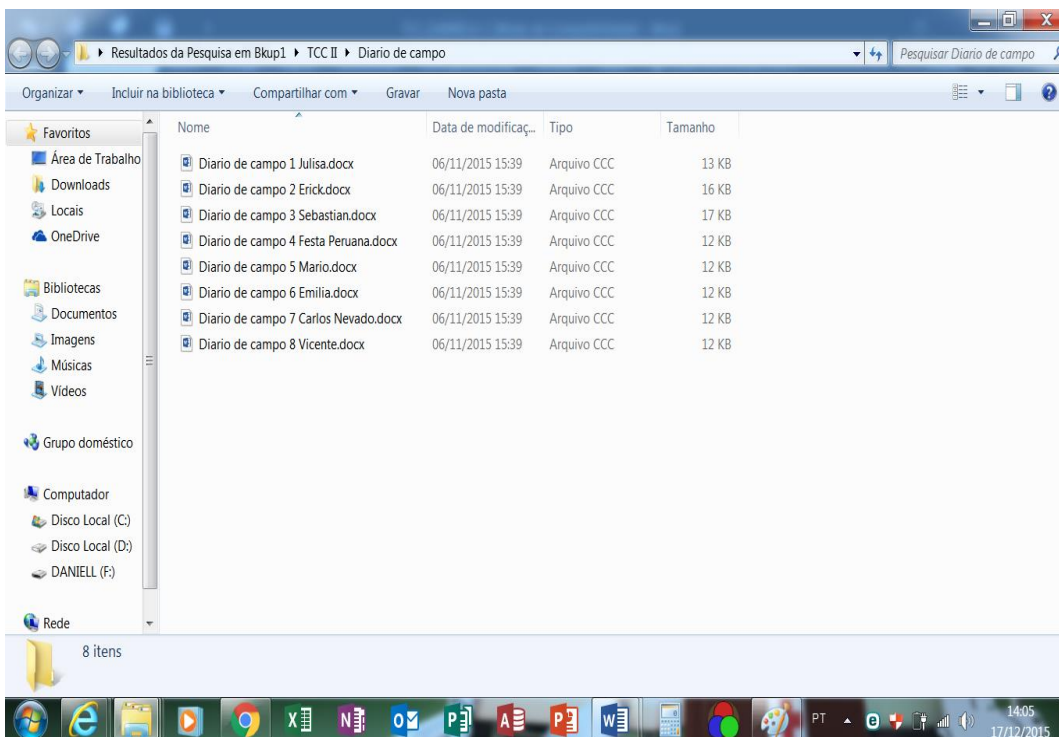 Resultados da Pesquisa em Bkup1 TCC II Diario de campo Pesquisar Diario de campo
Organizar Incluir na biblioteca Compartilhar com Gravar Nova pasta
Favoritos
Área de Trabalho
Downloads
Locais
OneDrive
Bibliotecas
Documentos
Imagens
Músicas
Vídeos
Grupo doméstico
Computador
Disco Local (C:)
Disco Local (D:)
DANIELL (F:)
Rede
Nome Data de modificaç... Tipo Tamanho
Diario de campo 1 Julisa.docx 06/11/2015 15:39 Arquivo CCC 13 KB
Diario de campo 2 Erick.docx 06/11/2015 15:39 Arquivo CCC 16 KB
Diario de campo 3 Sebastian.docx 06/11/2015 15:39 Arquivo CCC 17 KB
Diario de campo 4 Festa Peruana.docx 06/11/2015 15:39 Arquivo CCC 12 KB
Diario de campo 5 Mario.docx 06/11/2015 15:39 Arquivo CCC 12 KB
Diario de campo 6 Emilia.docx 06/11/2015 15:39 Arquivo CCC 12 KB
Diario de campo 7 Carlos Nevado.docx 06/11/2015 15:39 Arquivo CCC 12 KB
Diario de campo 8 Vicente.docx 06/11/2015 15:39 Arquivo CCC 12 KB
8 itens
PT 14:05
17/12/2015